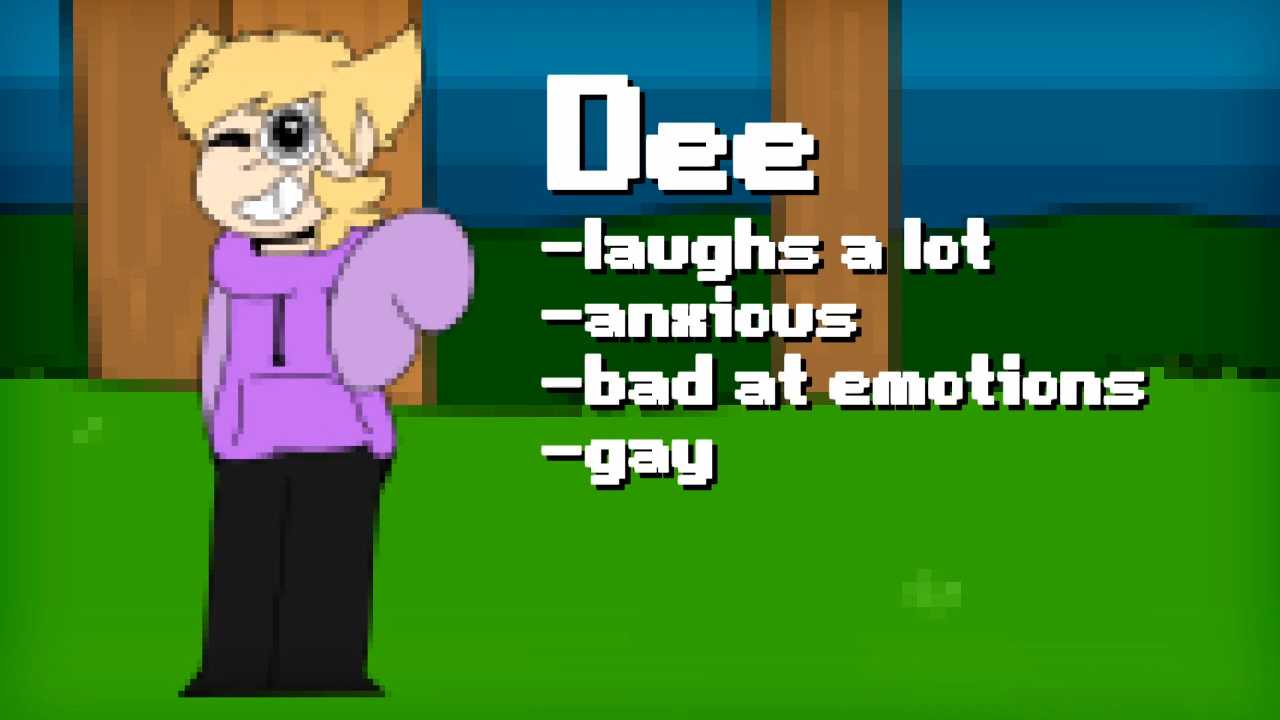 Dee
-laughs a lot
-anxious
-bad at emotions
-gay